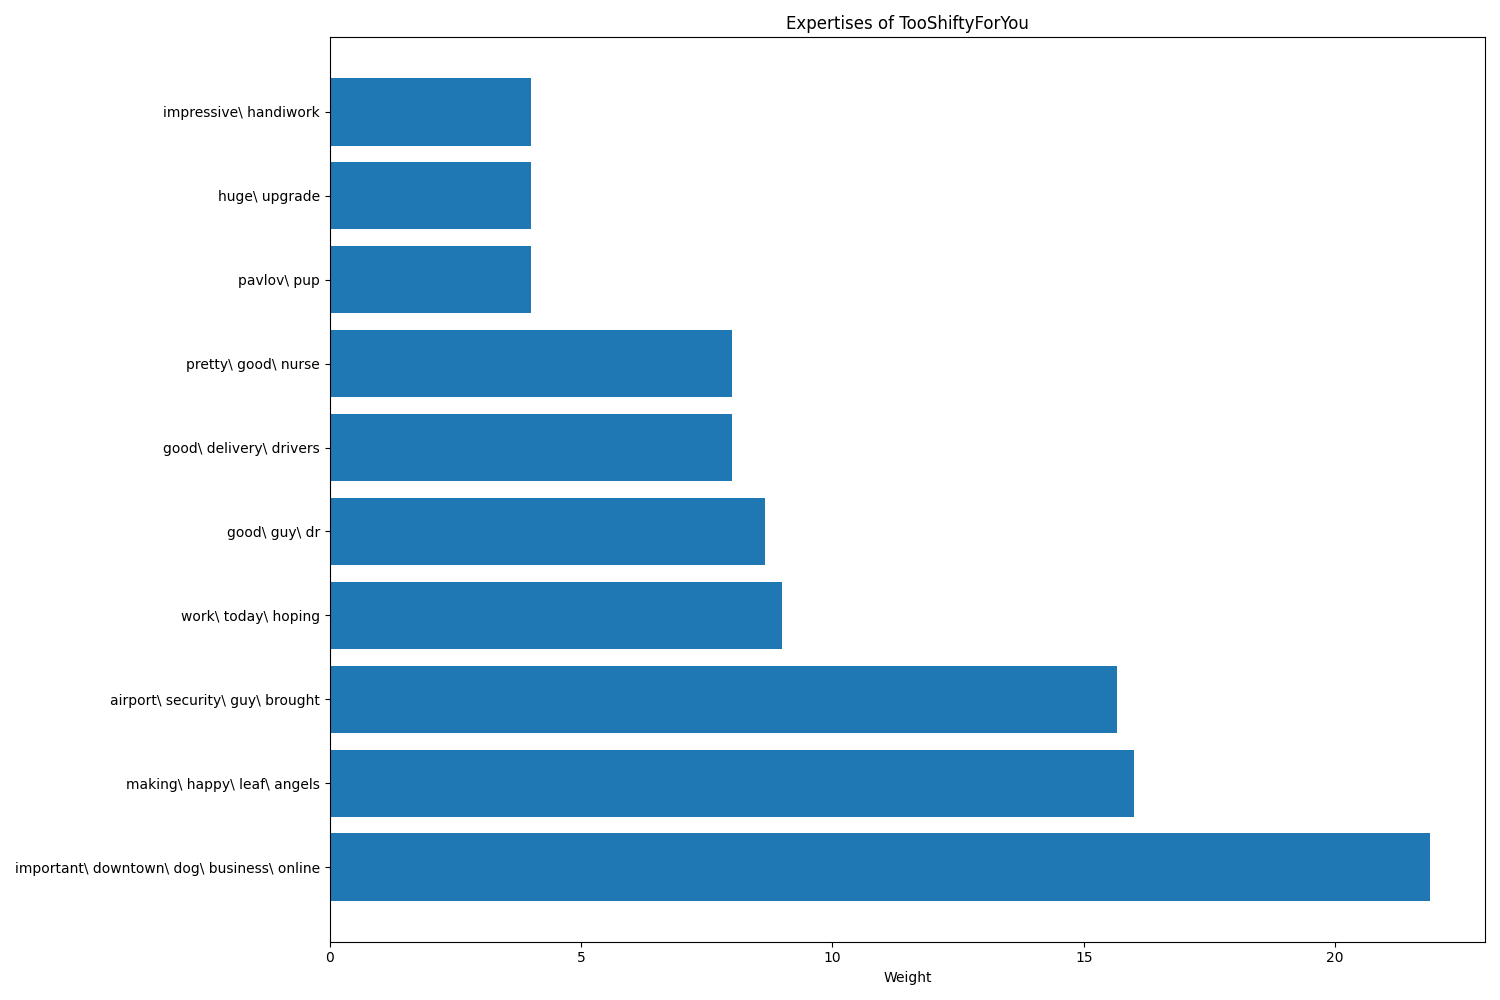 Expertises of TooShiftyForYou
impressive\ handiwork
huge\ upgrade
pavlov\ pup
pretty\ good\ nurse
good\ delivery\ drivers
good\ guy\ dr
work\ today\ hoping
airport\ security\ guy\ brought
making\ happy\ leaf\ angels
important\ downtown\ dog\ business\ online
0 5 10 15 20
Weight